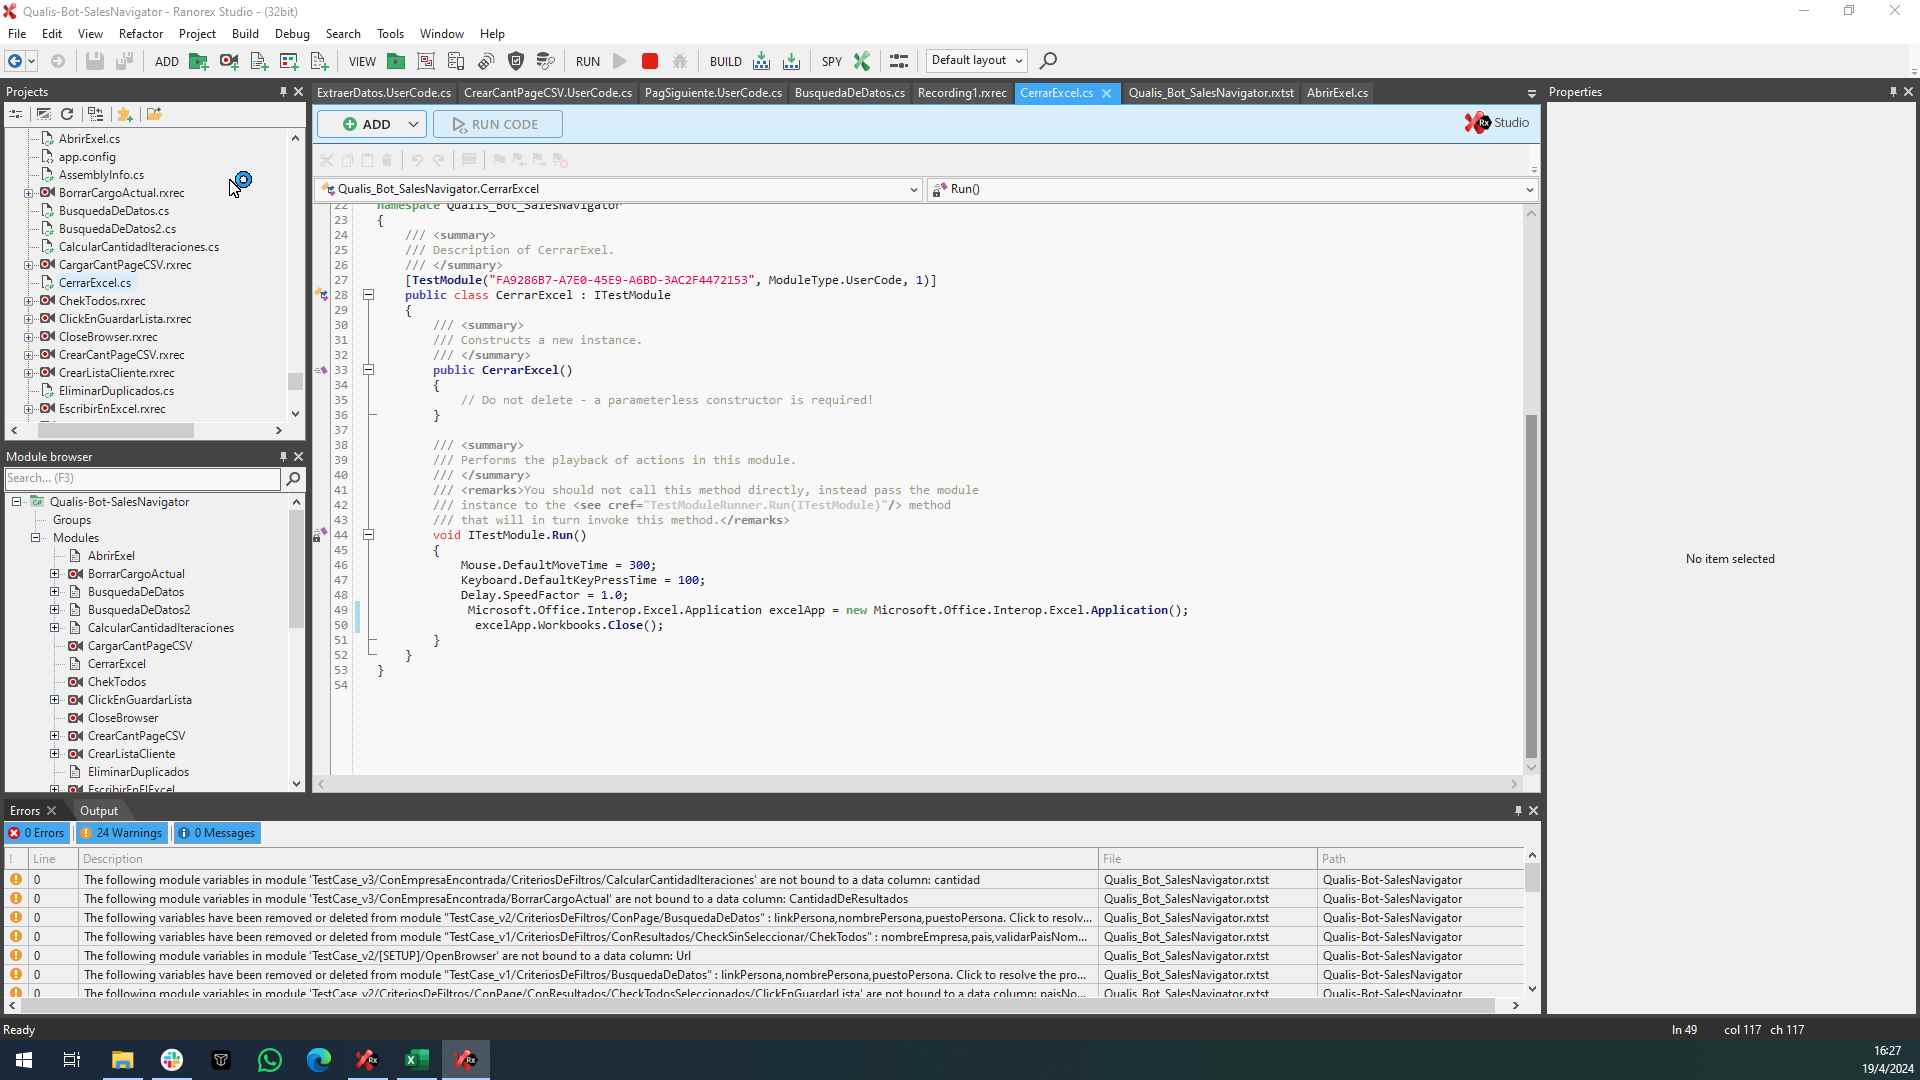 Qualis-Bot-SalesNavigator - Ranorex Studio - (32bit)
File Edit View Refactor Project Build Debug Search Tools Window Help
ADD VIEW RUN BUILD SPY Default layout
Projects
AbrirExel.cs
app.config
AssemblyInfo.cs
BorrarCargoActual.rxrec
BusquedaDeDatos.cs
BusquedaDeDatos2.cs
CalcularCantidadIteraciones.cs
CargarCantPageCSV.rxrec
CerrarExcel.cs
ChekTodos.rxrec
ClickEnGuardarLista.rxrec
CloseBrowser.rxrec
CrearCantPageCSV.rxrec
CrearListaCliente.rxrec
EliminarDuplicados.cs
EscribirEnExcel.rxrec
Module browser
Search... (F3)
Qualis-Bot-SalesNavigator
Groups
Modules
AbrirExel
BorrarCargoActual
BusquedaDeDatos
BusquedaDeDatos2
CalcularCantidadIteraciones
CargarCantPageCSV
CerrarExcel
ChekTodos
ClickEnGuardarLista
CloseBrowser
CrearCantPageCSV
CrearListaCliente
EliminarDuplicados
EscribirEnElExcel
ExtraerDatos.UserCode.cs CrearCantPageCSV.UserCode.cs PagSiguiente.UserCode.cs BusquedaDeDatos.cs Recording1.rxrec CerrarExcel.cs Qualis_Bot_SalesNavigator.rxtst AbrirExel.cs
ADD RUN CODE Rx Studio
Qualis_Bot_SalesNavigator.CerrarExcel Run()
22 namespace Qualis_Bot_SalesNavigator
23 {
24 /// <summary>
25 /// Description of CerrarExel.
26 /// </summary>
27 [TestModule("FA9286B7-A7E0-45E9-A6BD-3AC2F4472153", ModuleType.UserCode, 1)]
28 public class CerrarExcel : ITestModule
29 {
30 /// <summary>
31 /// Constructs a new instance.
32 /// </summary>
33 public CerrarExcel()
34 {
35 // Do not delete - a parameterless constructor is required!
36 }
37
38 /// <summary>
39 /// Performs the playback of actions in this module.
40 /// </summary>
41 /// <remarks>You should not call this method directly, instead pass the module
42 /// instance to the <see cref="TestModuleRunner.Run(ITestModule)"/> method
43 /// that will in turn invoke this method.</remarks>
44 void ITestModule.Run()
45 {
46 Mouse.DefaultMoveTime = 300;
47 Keyboard.DefaultKeyPressTime = 100;
48 Delay.SpeedFactor = 1.0;
49 Microsoft.Office.Interop.Excel.Application excelApp = new Microsoft.Office.Interop.Excel.Application();
50 excelApp.Workbooks.Close();
51 }
52 }
53 }
54
Properties
No item selected
Errors Output
0 Errors 24 Warnings 0 Messages
! Line Description File Path
0 The following module variables in module 'TestCase_v3/ConEmpresaEncontrada/CriteriosDeFiltros/CalcularCantidadIteraciones' are not bound to a data column: cantidad Qualis_Bot_SalesNavigator.rxtst Qualis-Bot-SalesNavigator
0 The following module variables in module 'TestCase_v3/ConEmpresaEncontrada/BorrarCargoActual' are not bound to a data column: CantidadDeResultados Qualis_Bot_SalesNavigator.rxtst Qualis-Bot-SalesNavigator
0 The following variables have been removed or deleted from module "TestCase_v2/CriteriosDeFiltros/ConPage/BusquedaDeDatos" : linkPersona,nombrePersona,puestoPersona. Click to resolv... Qualis_Bot_SalesNavigator.rxtst Qualis-Bot-SalesNavigator
0 The following variables have been removed or deleted from module "TestCase_v1/CriteriosDeFiltros/ConResultados/CheckSinSeleccionar/ChekTodos" : nombreEmpresa,pais,validarPaisNom... Qualis_Bot_SalesNavigator.rxtst Qualis-Bot-SalesNavigator
0 The following module variables in module 'TestCase_v2/[SETUP]/OpenBrowser' are not bound to a data column: Url Qualis_Bot_SalesNavigator.rxtst Qualis-Bot-SalesNavigator
0 The following variables have been removed or deleted from module "TestCase_v1/CriteriosDeFiltros/BusquedaDeDatos" : linkPersona,nombrePersona,puestoPersona. Click to resolve the pro... Qualis_Bot_SalesNavigator.rxtst Qualis-Bot-SalesNavigator
0 The following module variables in module 'TestCase_v2/CriteriosDeFiltros/ConPage/ConResultados/CheckTodosSeleccionados/ClickEnGuardarLista' are not bound to a data column: paisNo... Qualis_Bot_SalesNavigator.rxtst Qualis-Bot-SalesNavigator
Ready ln 49 col 117 ch 117
16:27
19/4/2024